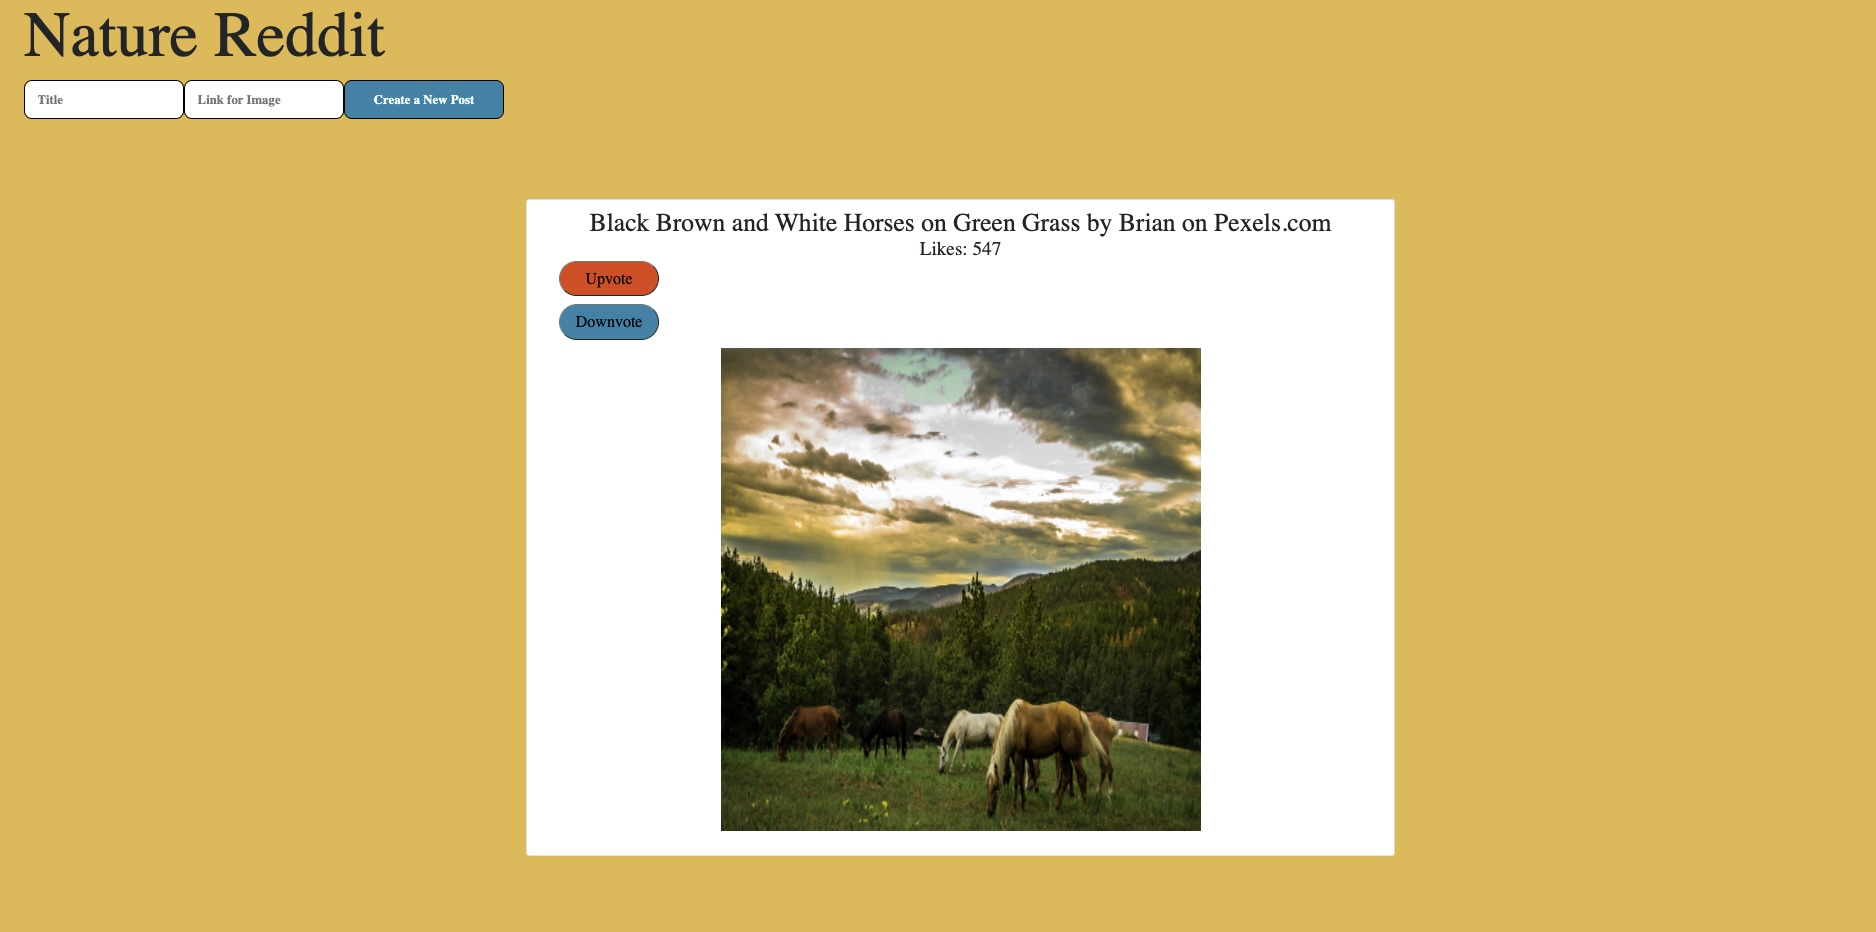 Nature Reddit
Title Link for Image Create a New Post
Black Brown and White Horses on Green Grass by Brian on Pexels.com
Likes: 547
Upvote
Downvote